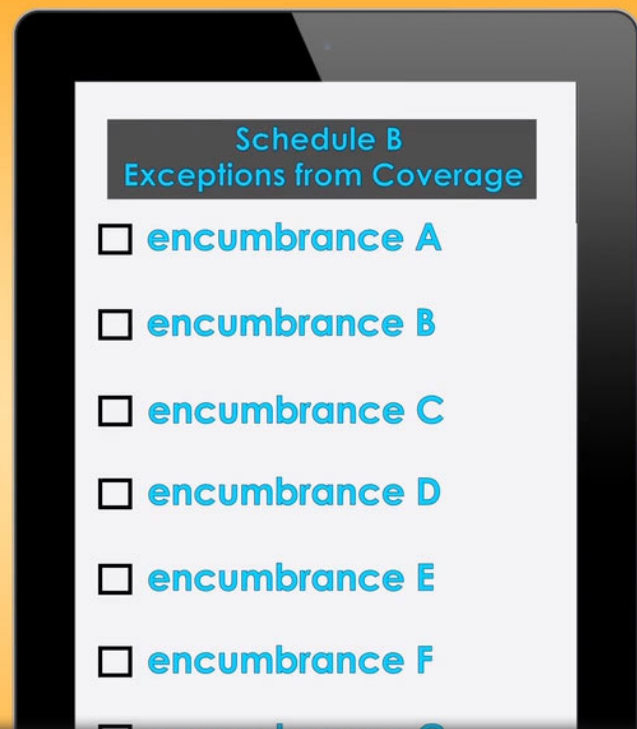 Schedule B
Exceptions from Coverage
encumbrance A
encumbrance B
encumbrance C
encumbrance D
encumbrance E
encumbrance F